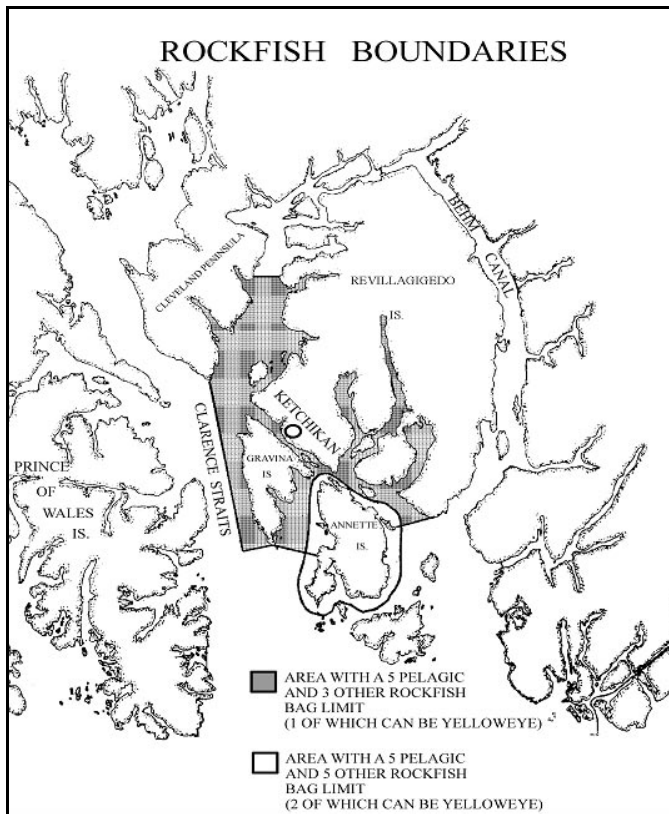 ROCKFISH BOUNDARIES
BEHM CANAL
CLEVELAND PENINSULA
REVILLAGIGEDO
IS.
KETCHIKAN
CLARENCE STRAITS
GRAVINA
IS.
PRINCE
OF
WALES
IS.
ANNETTE
IS.
AREA WITH A 5 PELAGIC
AND 3 OTHER ROCKFISH
BAG LIMIT
(1 OF WHICH CAN BE YELLOWEYE)
AREA WITH A 5 PELAGIC
AND 5 OTHER ROCKFISH
BAG LIMIT
(2 OF WHICH CAN BE YELLOWEYE)